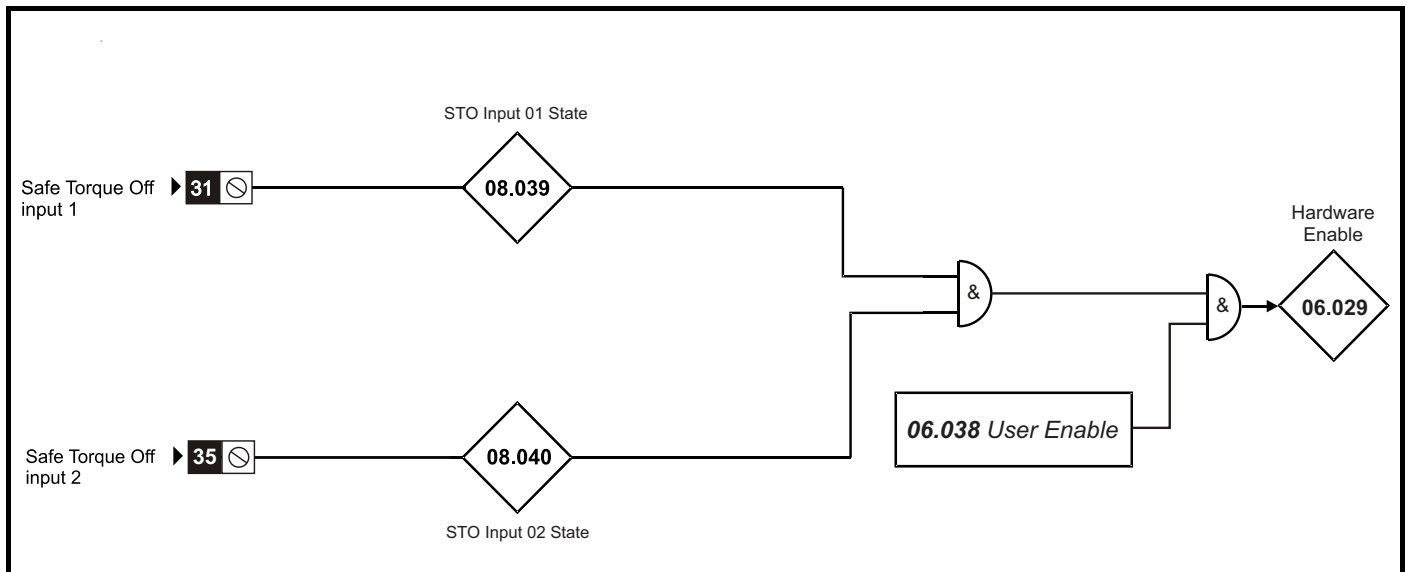 STO Input 01 State
Safe Torque Off
input 1
31
08.039
Hardware
Enable
&
&
06.029
06.038 User Enable
Safe Torque Off
input 2
35
08.040
STO Input 02 State